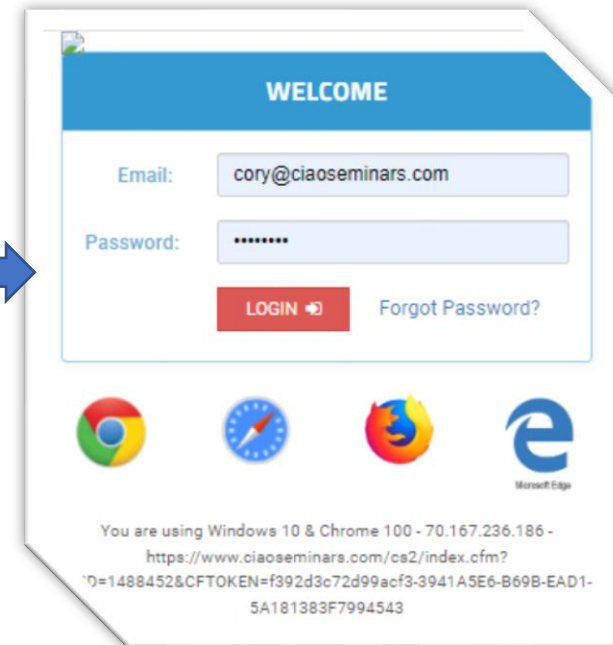 WELCOME
Email: cory@ciaoseminars.com
Password: ••••••••
LOGIN Forgot Password?
Microsoft Edge
You are using Windows 10 & Chrome 100 - 70.167.236.186 -
https://www.ciaoseminars.com/cs2/index.cfm?
D=1488452&CFTOKEN=f392d3c72d99acf3-3941A5E6-B69B-EAD1-
5A181383F7994543